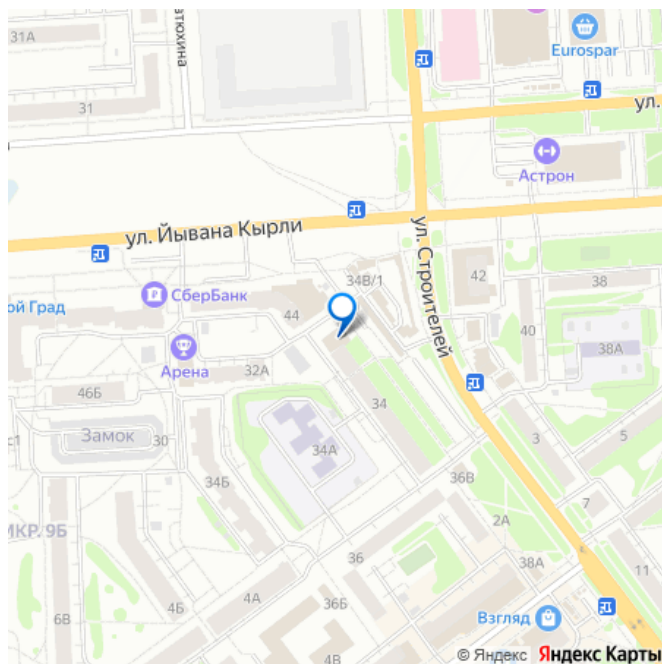 31А
атюхина
Eurospar
31
ул.
Астрон
ул. Йывана Кырли
ул. Строителей
34В/1
42
38
СберБанк
ой Град
44
40
38А
Арена
32А
46Б
34
с1
Замок
30
34А
3
5
34Б
36В
7
МКР. 9Б
2А
38А
36
11
4Б
4А
36Б
6В
Взгляд
4В
© Яндекс Яндекс Карты